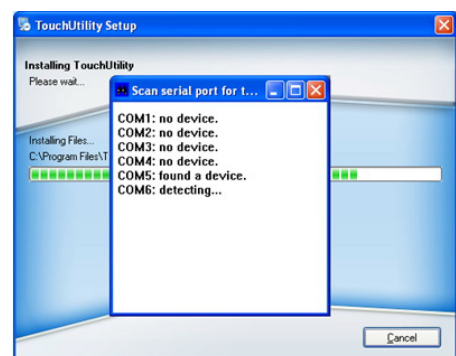 TouchUtility Setup
Installing TouchUtility
Please wait...
Scan serial port for t...
COM1: no device.
COM2: no device.
COM3: no device.
COM4: no device.
COM5: found a device.
COM6: detecting...
Installing Files...
C:\Program Files\T
Cancel